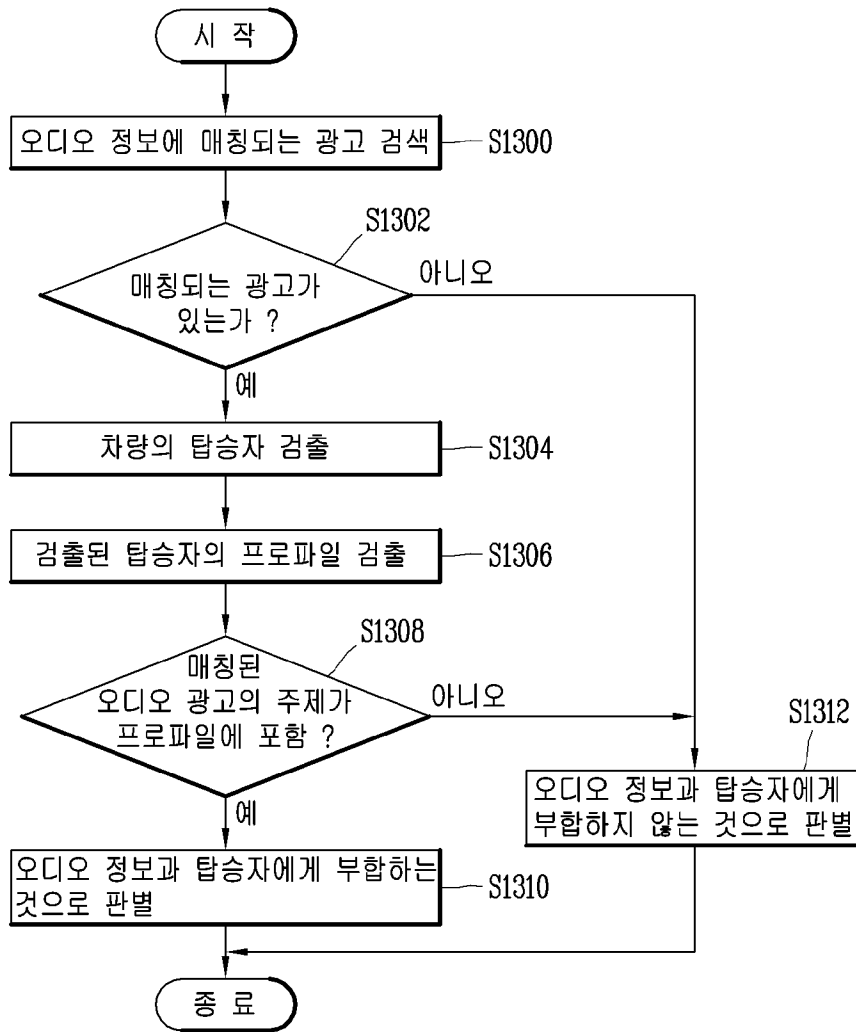 시 작
오디오 정보에 매칭되는 광고 검색
S1300
S1302
매칭되는 광고가
있는가 ?
아니오
예
차량의 탑승자 검출
S1304
검출된 탑승자의 프로파일 검출
S1306
S1308
매칭된
오디오 광고의 주제가
프로파일에 포함 ?
아니오
예
S1312
오디오 정보과 탑승자에게
부합하지 않는 것으로 판별
오디오 정보과 탑승자에게 부합하는
것으로 판별
S1310
종 료